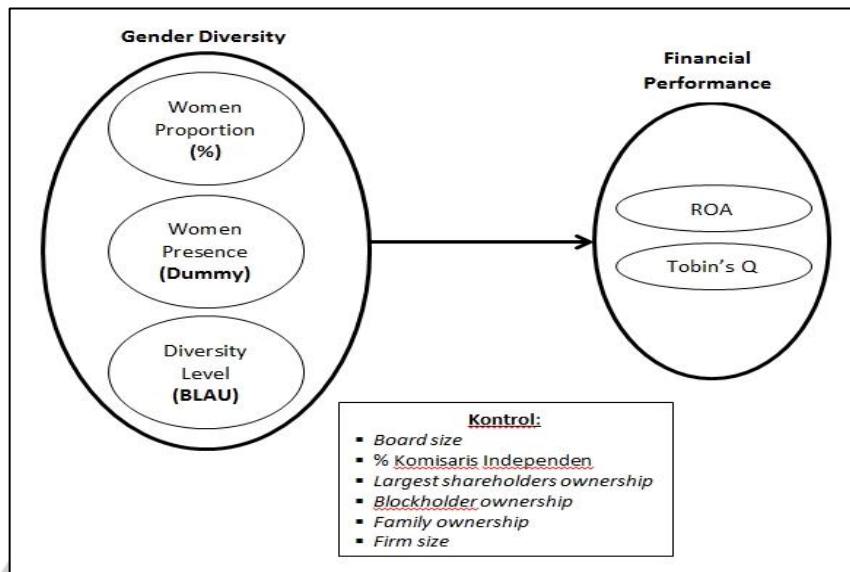 Gender Diversity
Women
Proportion
(%)
Women
Presence
(Dummy)
Diversity
Level
(BLAU)
Financial
Performance
ROA
Tobin's Q
Kontrol:
▪ Board size
▪ % Komisaris Independen
▪ Largest shareholders ownership
▪ Blockholder ownership
▪ Family ownership
▪ Firm size